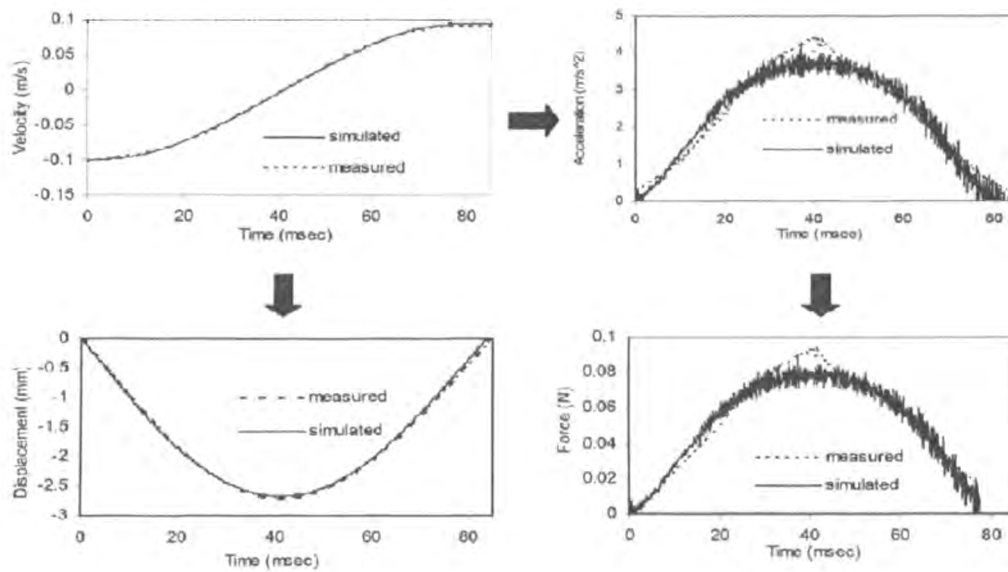 0.1
0.05
0
-0.05
-0.1
-0.15
Velocity (m/s)
simulated
measured
0 20 40 60 80
Time (msec)
5
4
3
2
1
0
Acceleration (m/s^2)
measured
simulated
0 20 40 60 80
Time (msec)
0
-0.5
-1
-1.5
-2
-2.5
-3
Displacement (mm)
measured
simulated
0 20 40 60 80
Time (msec)
0.1
0.08
0.06
0.04
0.02
0
Force (N)
measured
simulated
0 20 40 60 80
Time (msec)